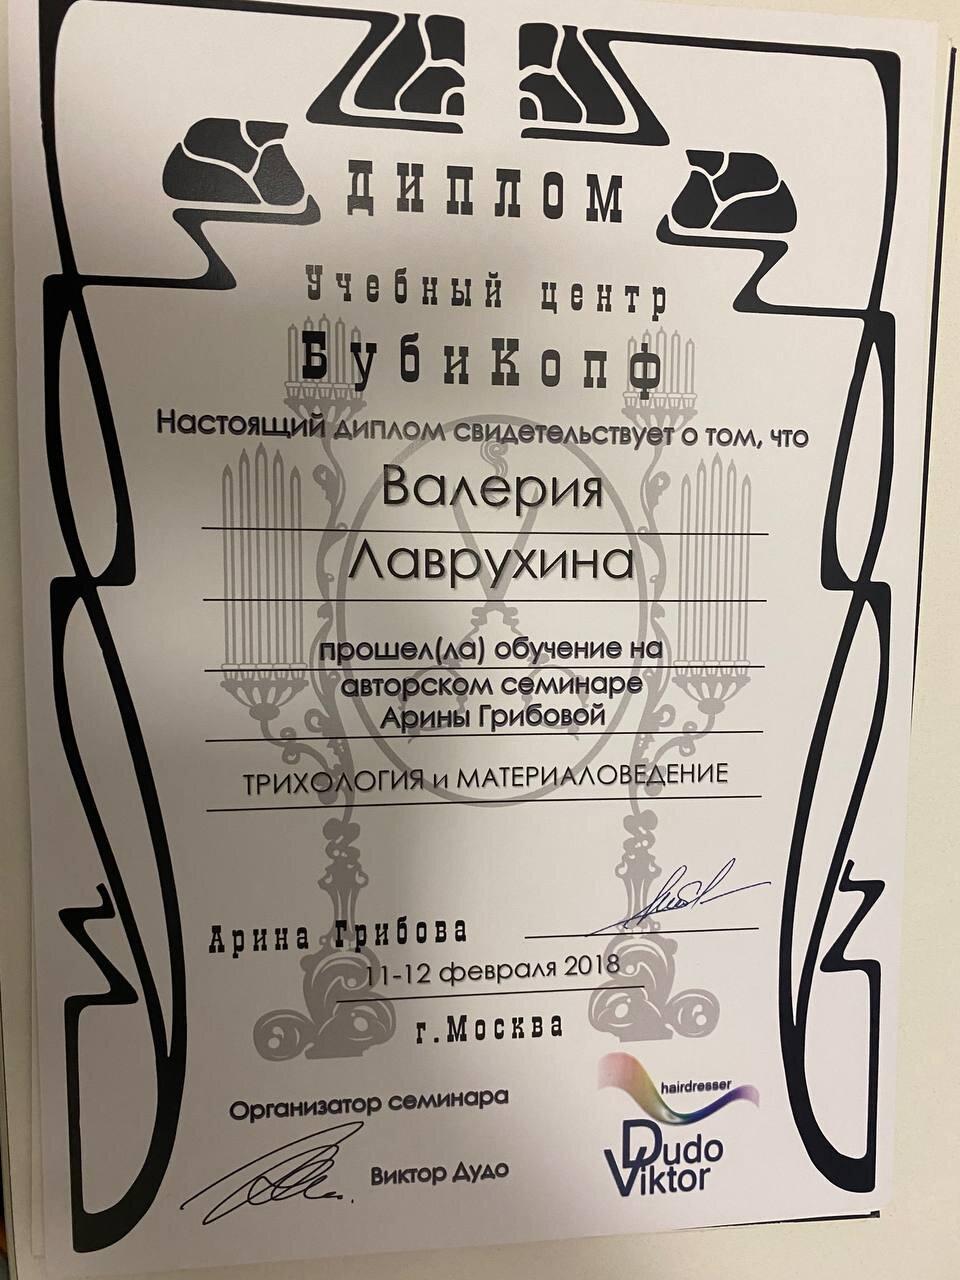 ДИПЛОМ
Учебный центр
БубиКопф
Настоящий диплом свидетельствует о том, что
Валерия
Лаврухина
прошел(ла) обучение на
авторском семинаре
Арины Грибовой
ТРИХОЛОГИЯ и МАТЕРИАЛОВЕДЕНИЕ
Арина Грибова
11-12 февраля 2018
г.Москва
Организатор семинара
Виктор Дудо
hairdresser
Dudo
Viktor